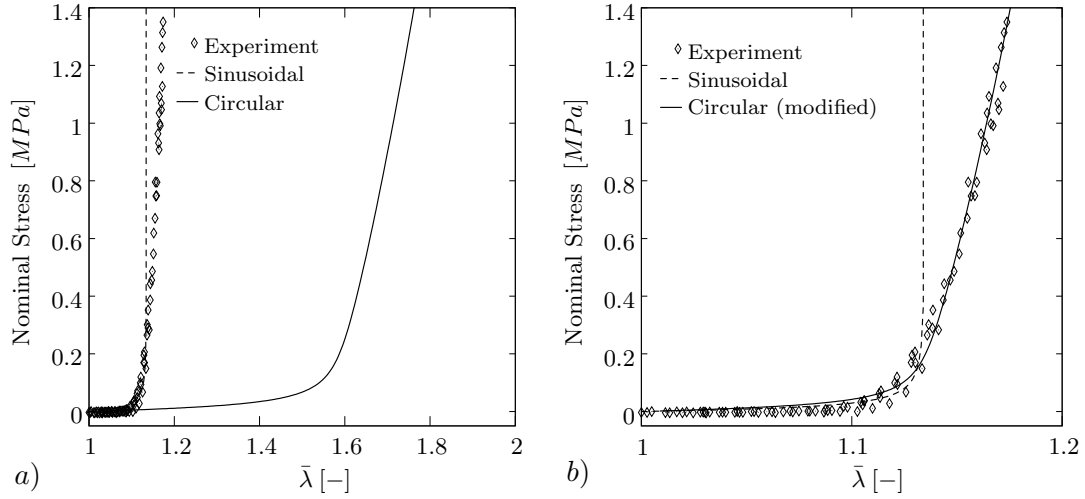 1.4
1.2
1
0.8
0.6
0.4
0.2
0
Nominal Stress [MPa]
Experiment
Sinusoidal
Circular
1
1.2
1.4
1.6
1.8
2
λ̄ [−]
a)
1.4
1.2
1
0.8
0.6
0.4
0.2
0
Nominal Stress [MPa]
Experiment
Sinusoidal
Circular (modified)
1
1.1
1.2
λ̄ [−]
b)